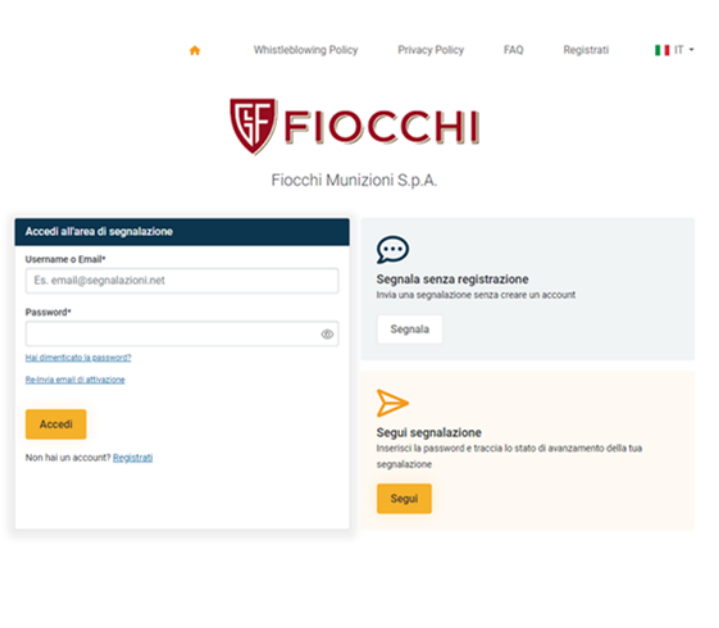 Whistleblowing Policy Privacy Policy FAQ Registrati IT
GLF FIOCCHI
Fiocchi Munizioni S.p.A.
Accedi all'area di segnalazione
Username o Email*
Es. email@segnalazioni.net
Password*
Hai dimenticato la password?
Re-Invia email di attivazione
Accedi
Non hai un account? Registrati
Segnala senza registrazione
Invia una segnalazione senza creare un account
Segnala
Segui segnalazione
Inserisci la password e traccia lo stato di avanzamento della tua
segnalazione
Segui